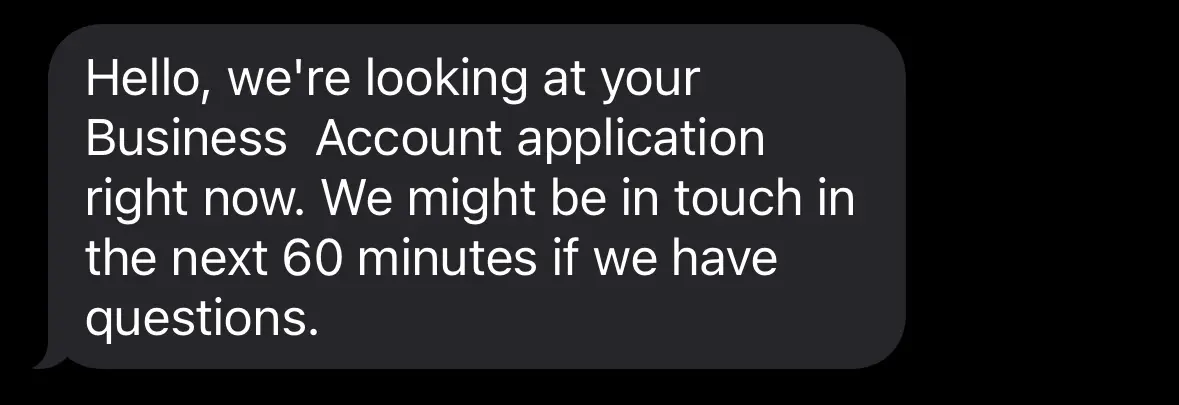 Hello, we're looking at your
Business  Account application
right now. We might be in touch in
the next 60 minutes if we have
questions.